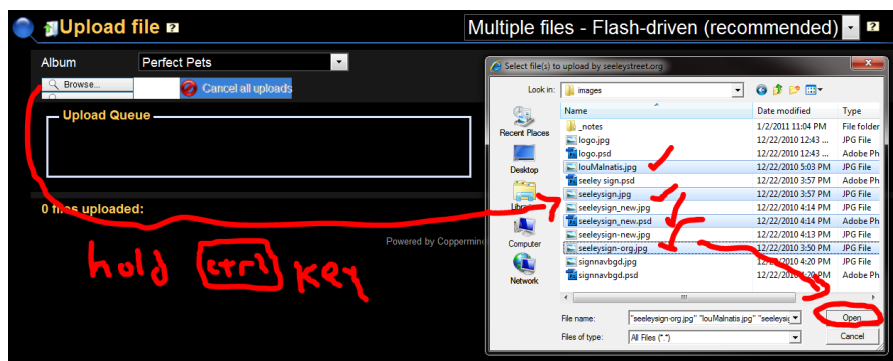 Upload file ?
Multiple files - Flash-driven (recommended) ?
Album Perfect Pets
Browse...
Cancel all uploads
Upload Queue
0 files uploaded:
Powered by Coppermine
hold ctrl key
Select file(s) to upload by seeleystreet.org
Look in: images
Name Date modified Type
_notes 1/2/2011 11:04 PM File folder
logo.jpg 12/22/2010 12:43 ... JPG File
logo.psd 12/22/2010 12:43 ... Adobe Ph
louMalnatis.jpg 12/22/2010 5:03 PM JPG File
seeley sign.psd 12/22/2010 3:57 PM Adobe Ph
seeleysign.jpg 12/22/2010 3:57 PM JPG File
seeleysign_new.jpg 12/22/2010 4:14 PM JPG File
seeleysign_new.psd 12/22/2010 4:14 PM Adobe Ph
seeleysign-new.jpg 12/22/2010 4:13 PM JPG File
seeleysign-org.jpg 12/22/2010 3:50 PM JPG File
signnavbgd.jpg 12/22/2010 4:20 PM JPG File
signnavbgd.psd 12/22/2010 4:20 PM Adobe Ph
Recent Places
Desktop
Computer
Network
File name: "seeleysign-org.jpg" "louMalnatis.jpg" "seeleysig
Open
Files of type: All Files (*.*)
Cancel